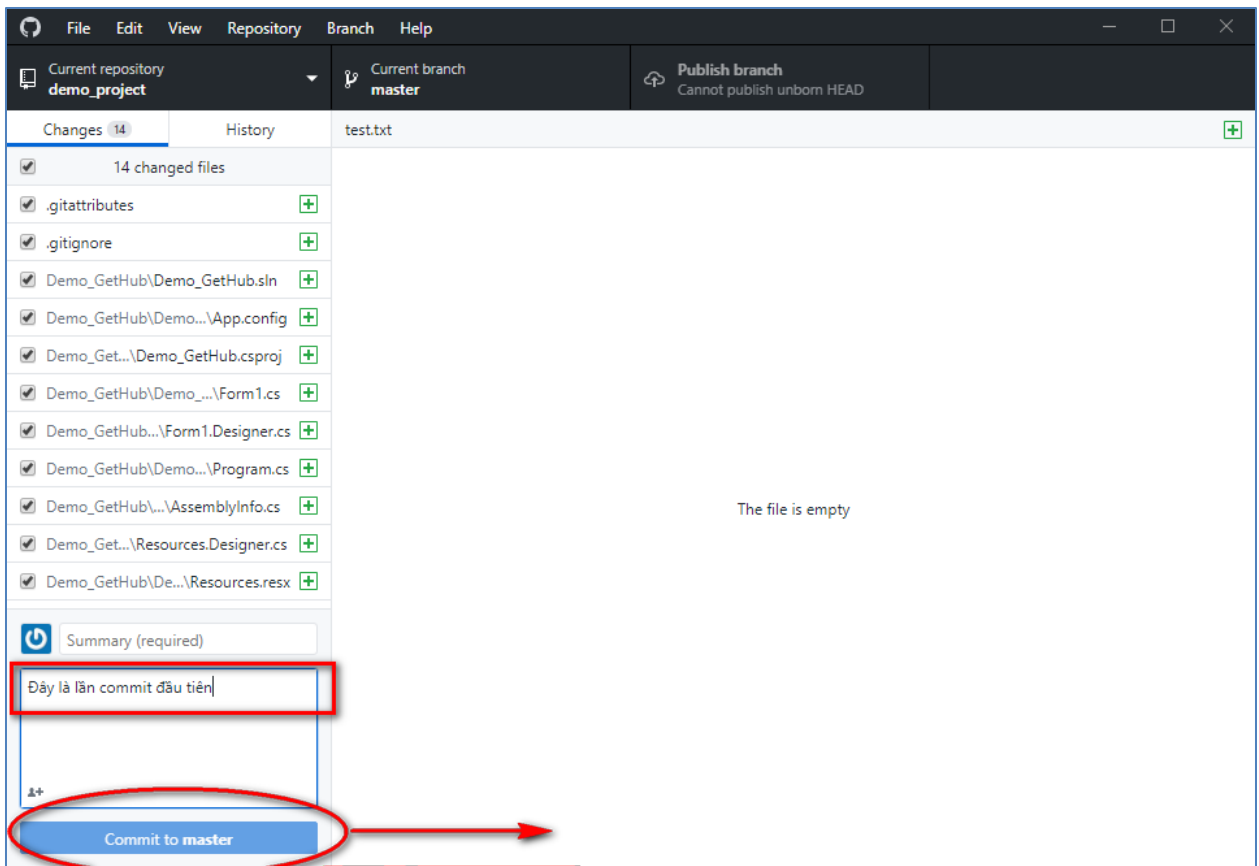 File Edit View Repository Branch Help
Current repository
demo_project
Current branch
master
Publish branch
Cannot publish unborn HEAD
Changes 14 History
test.txt
14 changed files
.gitattributes
.gitignore
Demo_GetHub\Demo_GetHub.sln
Demo_GetHub\Demo...\App.config
Demo_Get...\Demo_GetHub.csproj
Demo_GetHub\Demo_...\Form1.cs
Demo_GetHub...\Form1.Designer.cs
Demo_GetHub\Demo...\Program.cs
Demo_GetHub\...\AssemblyInfo.cs
Demo_Get...\Resources.Designer.cs
Demo_GetHub\De...\Resources.resx
The file is empty
Summary (required)
Đây là lần commit đầu tiên
Commit to master